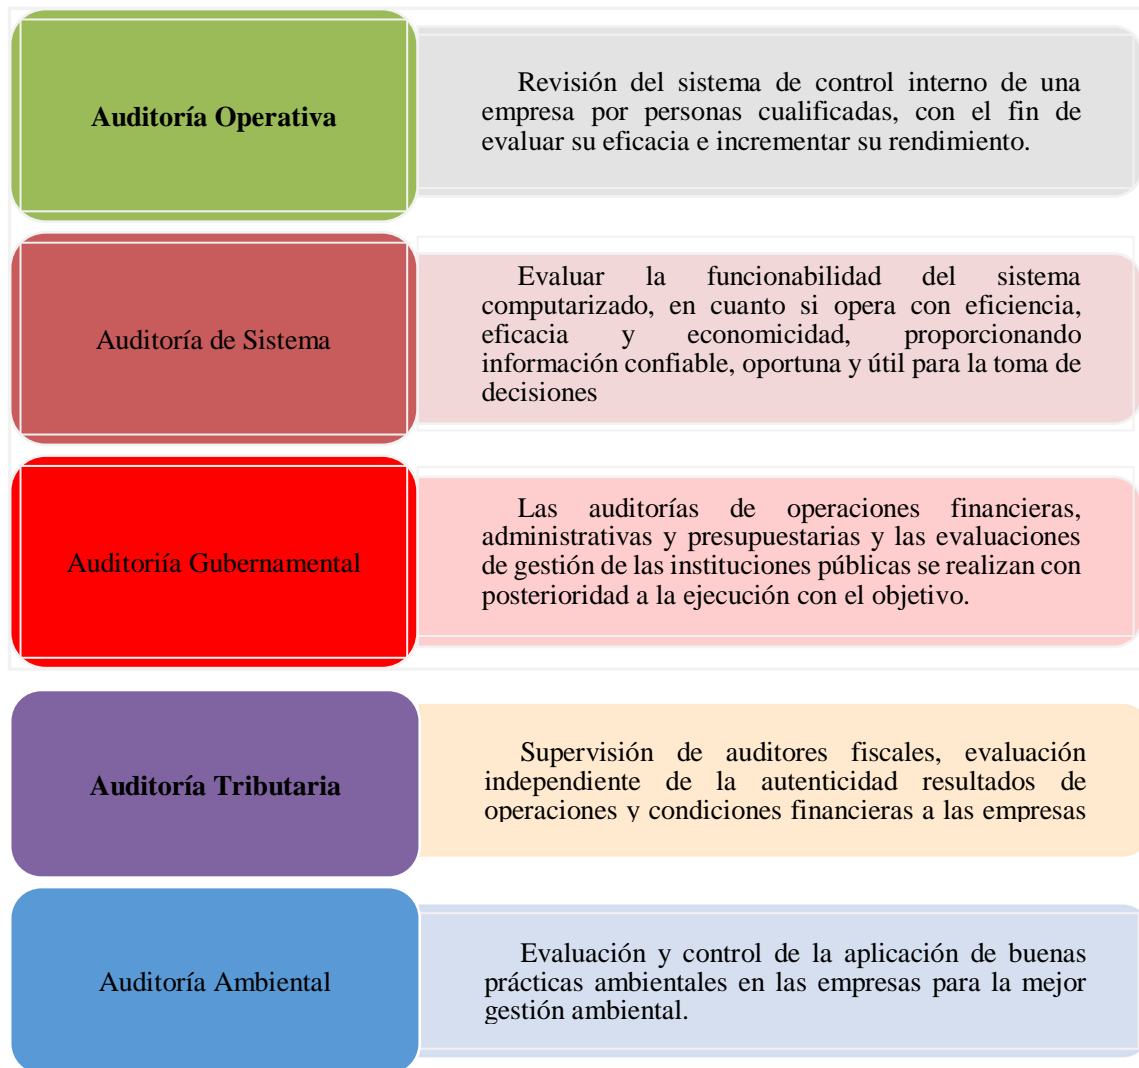 Auditoría Operativa
Revisión del sistema de control interno de una
empresa por personas cualificadas, con el fin de
evaluar su eficacia e incrementar su rendimiento.
Auditoría de Sistema
Evaluar la funcionabilidad del sistema
computarizado, en cuanto si opera con eficiencia,
eficacia y economicidad, proporcionando
información confiable, oportuna y útil para la toma de
decisiones
Auditoriía Gubernamental
Las auditorías de operaciones financieras,
administrativas y presupuestarias y las evaluaciones
de gestión de las instituciones públicas se realizan con
posterioridad a la ejecución con el objetivo.
Auditoría Tributaria
Supervisión de auditores fiscales, evaluación
independiente de la autenticidad resultados de
operaciones y condiciones financieras a las empresas
Auditoría Ambiental
Evaluación y control de la aplicación de buenas
prácticas ambientales en las empresas para la mejor
gestión ambiental.